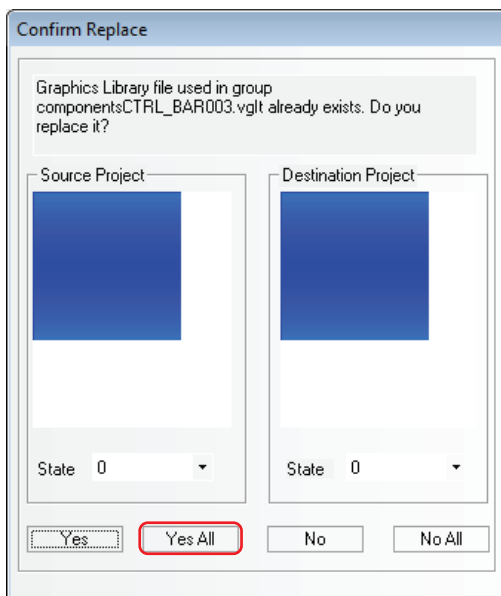 Confirm Replace
Graphics Library file used in group
componentsCTRL_BAR003.vglt already exists. Do you
replace it?
Source Project
Destination Project
State 0
State 0
Yes
Yes All
No
No All